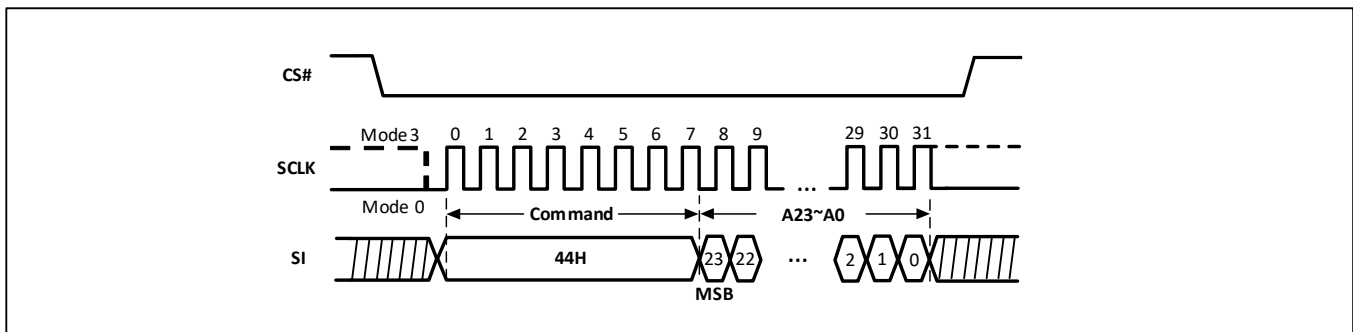 CS#
Mode 3 0 1 2 3 4 5 6 7 8 9 29 30 31
SCLK
...
Mode 0
Command A23~A0
SI 44H 23 22 ... 2 1 0
MSB